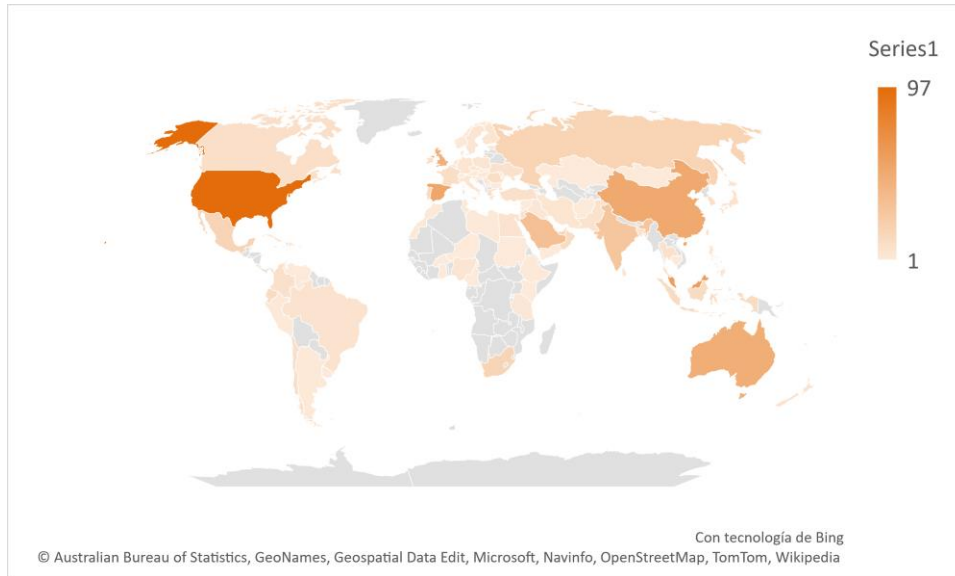 Series1
97
1
Con tecnología de Bing
© Australian Bureau of Statistics, GeoNames, Geospatial Data Edit, Microsoft, Navinfo, OpenStreetMap, TomTom, Wikipedia